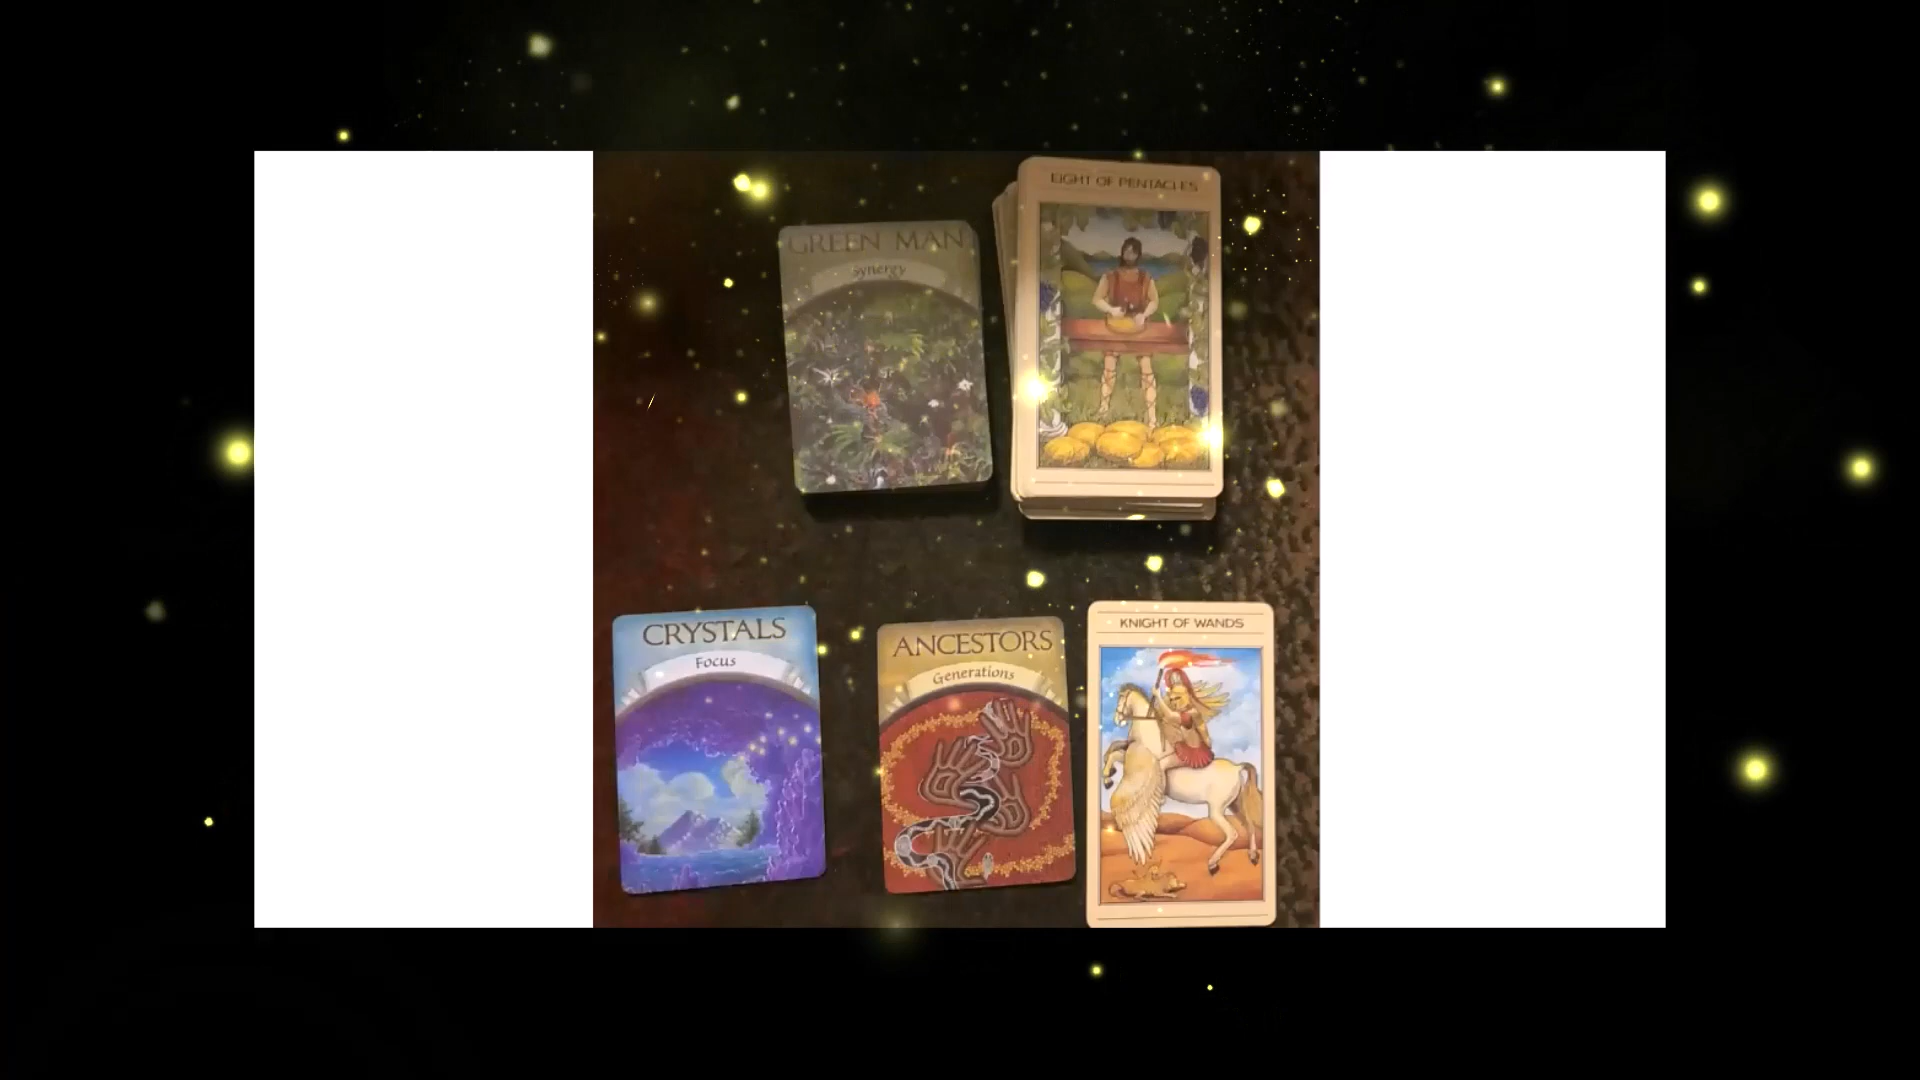 EIGHT OF PENTACLES
GREEN MAN
Synergy
CRYSTALS
Focus
ANCESTORS
Generations
KNIGHT OF WANDS